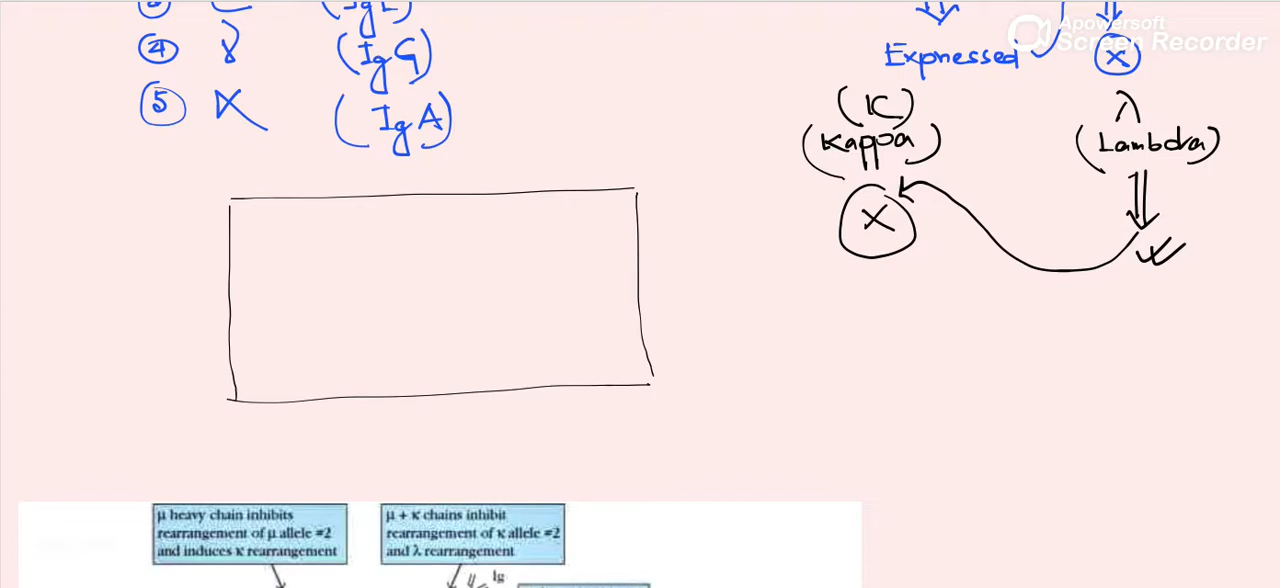 ④ γ (IgG)
⑤ α (IgA)
Expressed
X
(K)
(Kappa)
X
λ
(Lambda)
Apowersoft
Screen Recorder
μ heavy chain inhibits
rearrangement of μ allele #2
and induces κ rearrangement
μ + κ chains inhibit
rearrangement of κ allele #2
and λ rearrangement
Ig